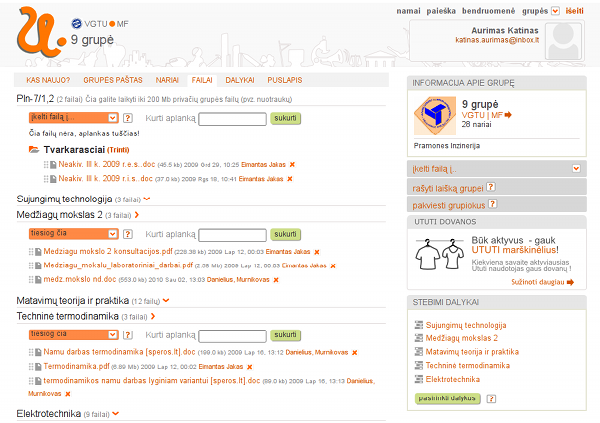 namai paieška bendruomenė grupės išeiti
VGTU MF
9 grupė
Aurimas Katinas
katinas.aurimas@inbox.lt
KAS NAUJO? GRUPĖS PAŠTAS NARIAI FAILAI DALYKAI PUSLAPIS
PIn-7/1,2 (2 failai) Čia galite laikyti iki 200 Mb privačių grupės failų (pvz. nuotraukų)
įkelti failą į... [?] Kurti aplanką sukurti
Čia failų nėra, aplankas tuščias!
Tvarkarasciai (Trinti)
Neakiv. III k. 2009 r.e.s..doc (45.5 kb) 2009 Grd 29, 10:25 Eimantas Jakas
Neakiv. III k. 2009 r.i.s..doc (37.0 kb) 2009 Rgs 18, 10:41 Eimantas Jakas
Sujungimų technologija (3 failai)
Medžiagų mokslas 2 (3 failai)
tiesiog čia [?] Kurti aplanką sukurti
Medziagu mokslo 2 konsultacijos.pdf (228.38 kb) 2009 Lap 12, 00:03 Eimantas Jakas
Medziagu_mokslu_laboratoriniai_darbai.pdf 2009 Lap 12, 00:03 Eimantas Jakas
medz mokslo nd.doc (563.0 kb) 2010 Sau 02, 13:03 Danielius, Murnikovas
Matavimų teorija ir praktika (12 failų)
Techninė termodinamika (3 failai)
tiesiog čia [?] Kurti aplanką sukurti
Namu darbas termodinamika [speros.lt].doc (199.0 kb) 2009 Lap 16, 13:12 Danielius, Murnikovas
Termodinamika.pdf (6.89 Mb) 2009 Lap 12, 00:02 Eimantas Jakas
termodinamikos namu darbas lyginiam variantui [speros.lt].doc (89.0 kb) 2009 Lap 16, 13:13 Danielius,
Murnikovas
Elektrotechnika (9 failai)
INFORMACIJA APIE GRUPĘ
9 grupė
VGTU | MF
28 nariai
Pramonės Inžinerija
įkelti failą į..
rašyti laišką grupei [?]
pakviesti grupiokus [?]
UTUTI DOVANOS
Būk aktyvus - gauk
UTUTI marškinėlius!
Kiekviena savaitė aktyviausias
Ututi naudotojas gaus dovanų !
Sužinoti daugiau
STEBIMI DALYKAI
Sujungimų technologija
Medžiagų mokslas 2
Matavimų teorija ir praktika
Techninė termodinamika
Elektrotechnika
pasirinkti dalykus [?]